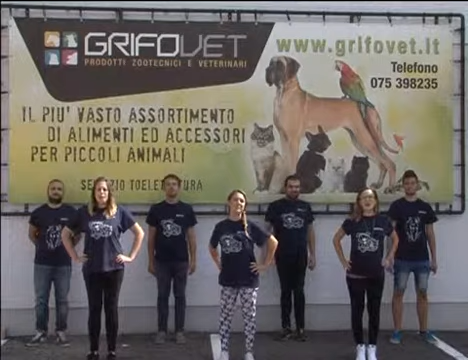 GRIFOVET
PRODOTTI ZOOTECNICI E VETERINARI
www.grifovet.it
Telefono
075 398235
IL PIU' VASTO ASSORTIMENTO
DI ALIMENTI ED ACCESSORI
PER PICCOLI ANIMALI
SERVIZIO TOELETTATURA